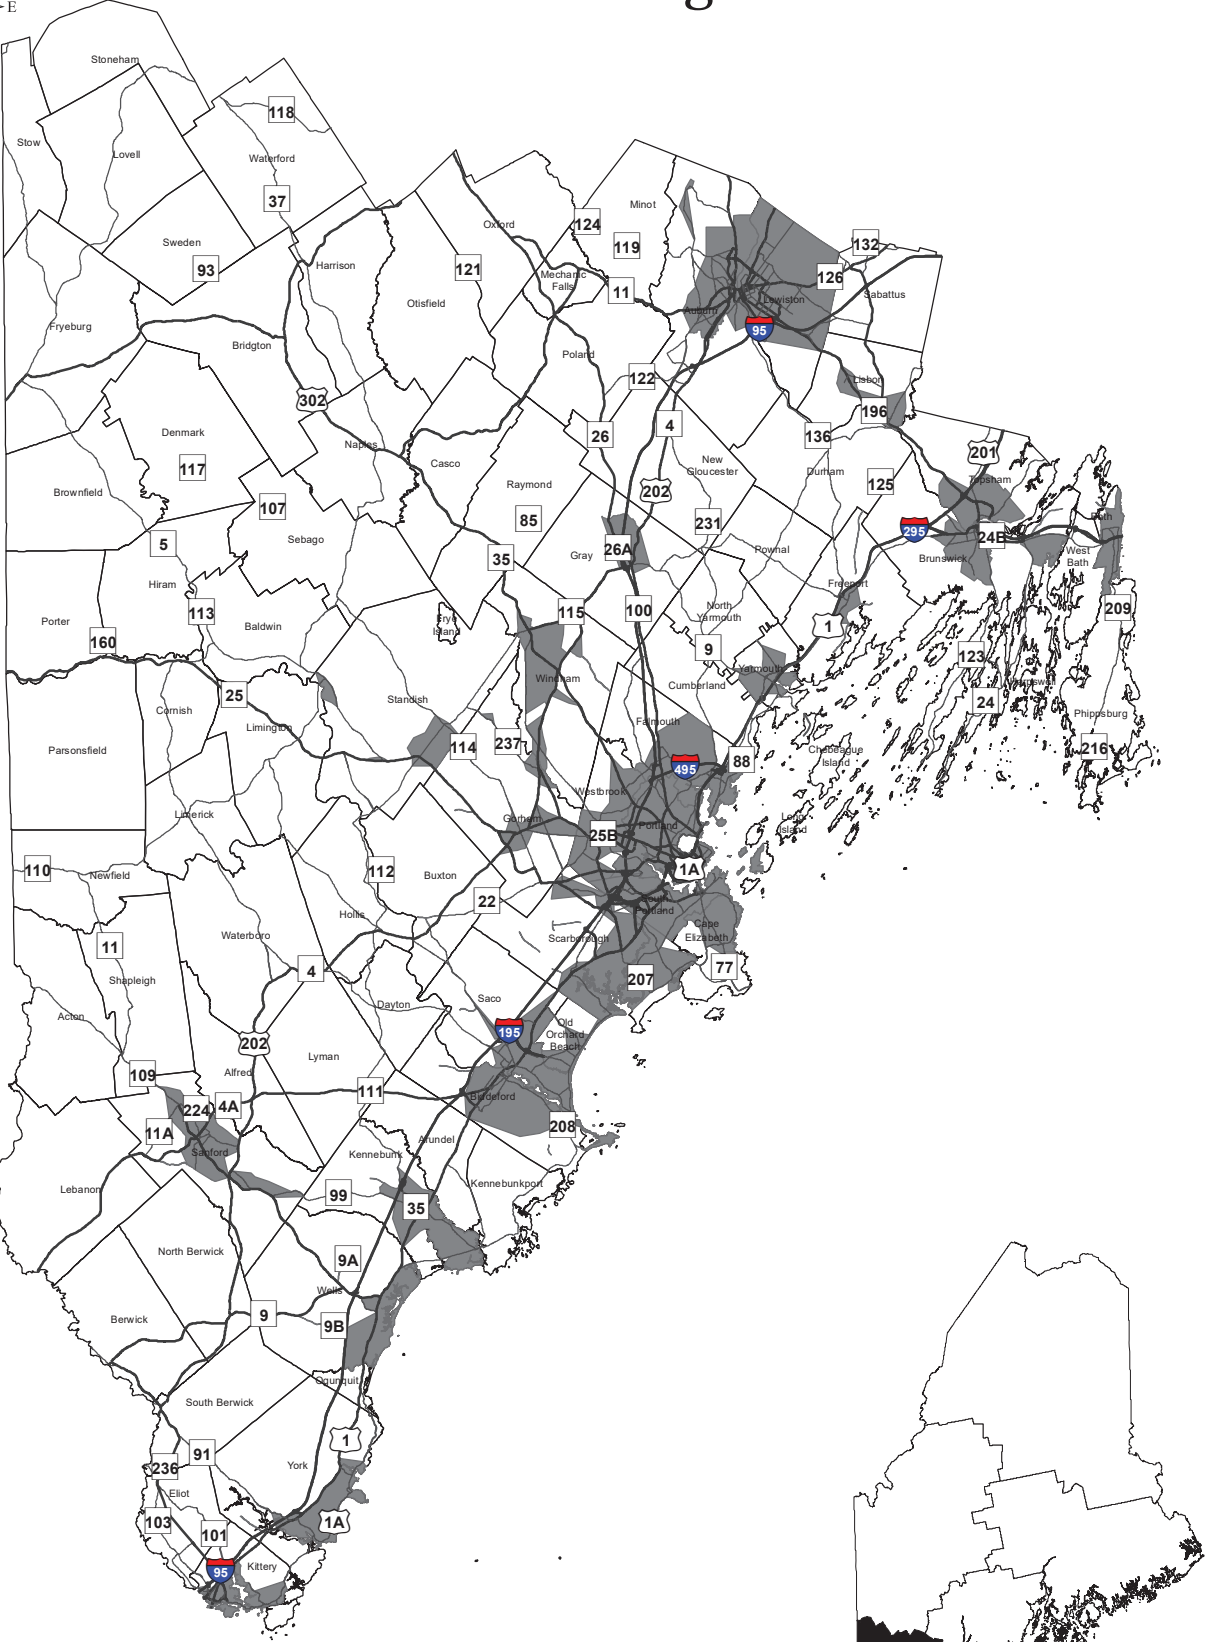 E
g
Stoneham
118
Stow
Lovell
Waterford
37
Minot
124
Oxford
119
132
Sweden
93
Harrison
121
Mechanic
Falls
126
11
Sabattus
Otisfield
Lewiston
Auburn
Fryeburg
95
Bridgton
Poland
122
Lisbon
302
196
4
26
136
Denmark
Naples
201
117
Casco
New
Gloucester
Durham
Topsham
Brownfield
Raymond
125
202
107
85
231
Bath
295
24B
5
Sebago
26A
Gray
Pownal
West
Bath
35
Brunswick
Hiram
Freeport
113
115
100
209
Porter
Baldwin
Frye
Island
North
Yarmouth
1
160
9
123
Windham
Yarmouth
Harpswell
25
Cumberland
Standish
24
Cornish
Phippsburg
Limington
Falmouth
114
237
216
Parsonsfield
88
Chebeague
Island
495
Westbrook
Limerick
Gorham
Long
Island
25B
Portland
110
Newfield
112
Buxton
1A
22
South
Portland
Hollis
Cape
Elizabeth
Waterboro
Scarborough
11
4
77
Shapleigh
207
Saco
Dayton
Acton
195
Old
Orchard
Beach
202
Lyman
109
Alfred
111
Biddeford
224
4A
208
11A
Arundel
Sanford
Kennebunk
Kennebunkport
Lebanon
99
35
North Berwick
9A
Wells
9
Berwick
9B
Ogunquit
South Berwick
1
91
236
York
Eliot
103
1A
101
95
Kittery